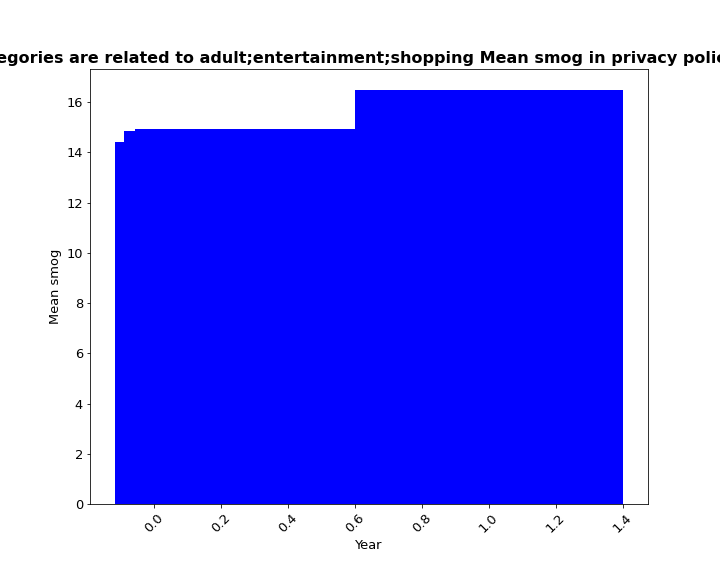 egories are related to adult;entertainment;shopping Mean smog in privacy polic
16
14
12
10
8
6
4
2
0
Mean smog
0.0 0.2 0.4 0.6 0.8 1.0 1.2 1.4
Year